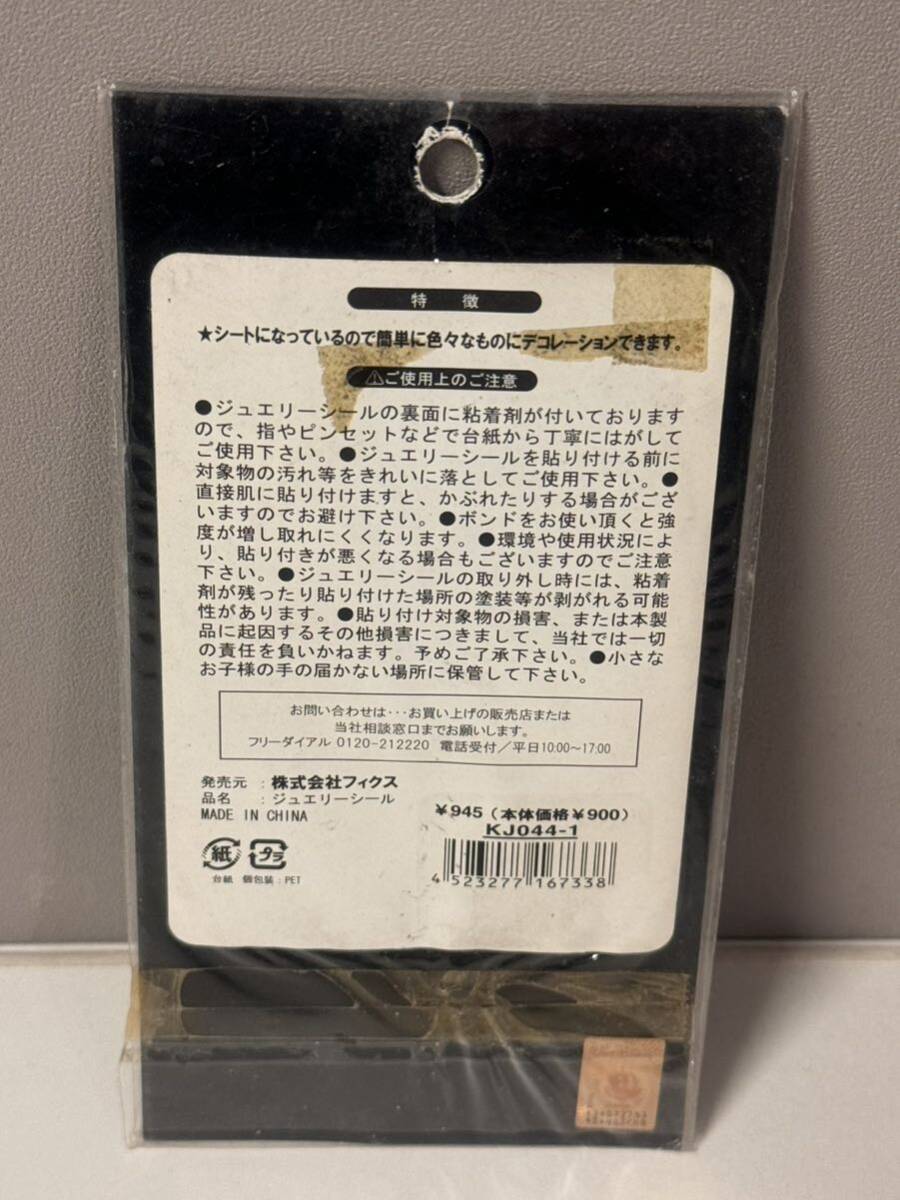 特 徴
★シートになっているので簡単に色々なものにデコレーションできます。
⚠ご使用上のご注意
●ジュエリーシールの裏面に粘着剤が付いております
ので、指やピンセットなどで台紙から丁寧にはがして
ご使用下さい。●ジュエリーシールを貼り付ける前に
対象物の汚れ等をきれいに落としてご使用下さい。●
直接肌に貼り付けますと、かぶれたりする場合がござ
いますのでお避け下さい。●ボンドをお使い頂くと強
度が増し取れにくくなります。●環境や使用状況によ
り、貼り付きが悪くなる場合もございますのでご注意
下さい。●ジュエリーシールの取り外し時には、粘着
剤が残ったり貼り付けた場所の塗装等が剥がれる可能
性があります。●貼り付け対象物の損害、または本製
品に起因するその他損害につきまして、当社では一切
の責任を負いかねます。予めご了承下さい。●小さな
お子様の手の届かない場所に保管して下さい。
お問い合わせは･･･お買い上げの販売店または
当社相談窓口までお願いします。
フリーダイアル 0120-212220 電話受付／平日10:00〜17:00
発売元 ：株式会社フィクス
品名 ：ジュエリーシール
MADE IN CHINA
￥945（本体価格￥900）
KJ044-1
紙
プラ
台紙 個包装：PET
4 523277 167338